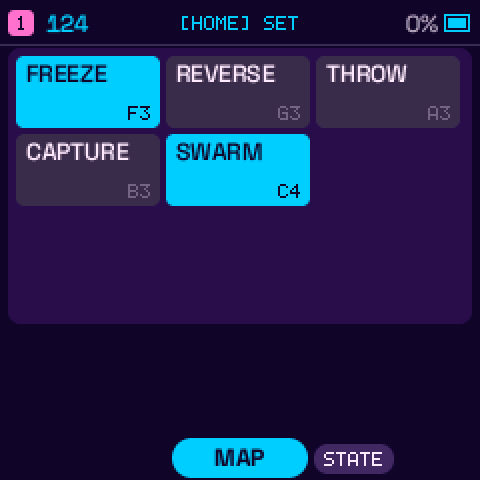 1 124 [HOME] SET 0%
FREEZE REVERSE THROW
F3 G3 A3
CAPTURE SWARM
B3 C4
MAP STATE